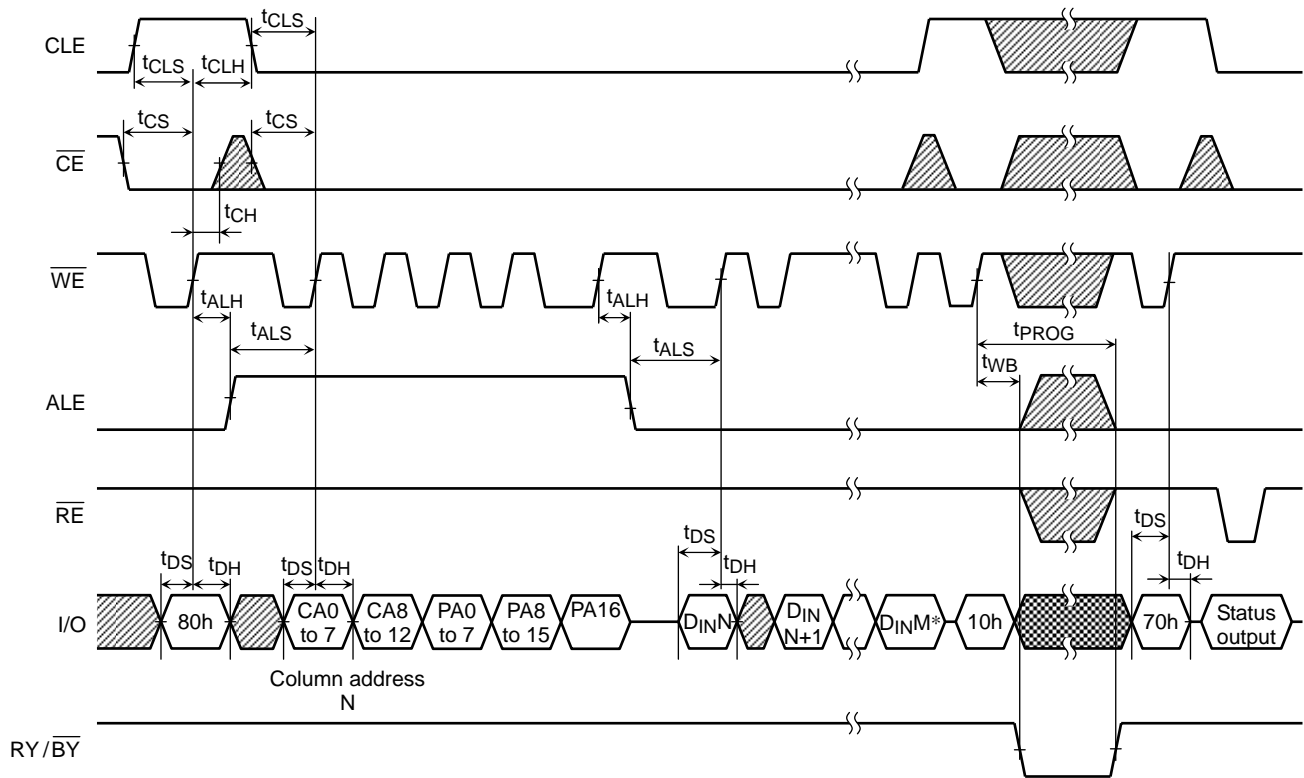 tCLS
CLE
tCLS tCLH
tCS tCS
CE
tCH
WE
tALH tALH
tALS tALS
tPROG
tWB
ALE
RE
tDS tDH tDS tDH tDS tDH tDS tDH
I/O
80h
CA0 to 7
CA8 to 12
PA0 to 7
PA8 to 15
PA16
DINN
DIN N+1
DINM*
10h
70h
Status output
Column address
N
RY/BY